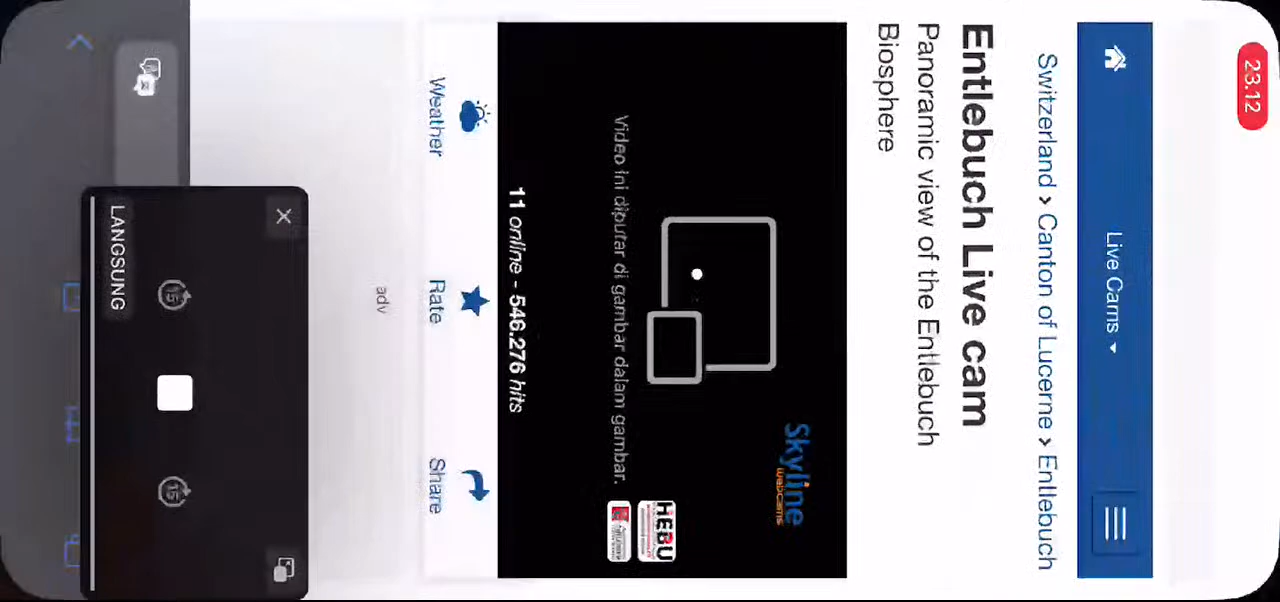 23.12
Live Cams
Switzerland › Canton of Lucerne › Entlebuch
Entlebuch Live cam
Panoramic view of the Entlebuch
Biosphere
Skyline
webcams
HEBU
Video ini diputar di gambar dalam gambar.
11 online - 546.276 hits
Weather
Rate
Share
adv
LANGSUNG
15
15